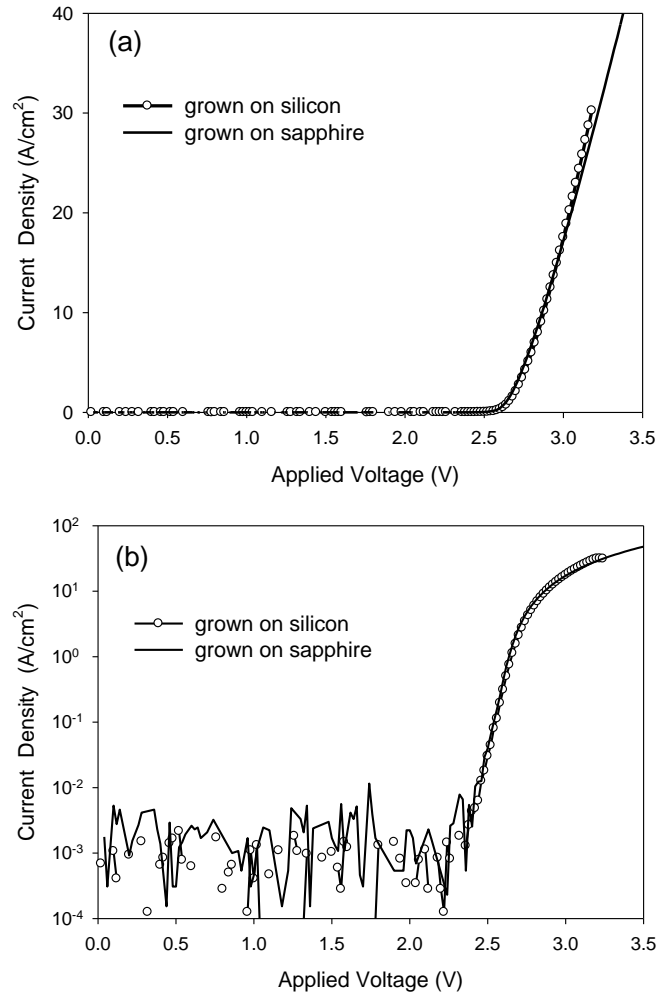 40
(a)
30
20
10
0
grown on silicon
grown on sapphire
Current Density (A/cm²)
0.0 0.5 1.0 1.5 2.0 2.5 3.0 3.5
Applied Voltage (V)
10²
(b)
10¹
10⁰
10⁻¹
10⁻²
10⁻³
10⁻⁴
grown on silicon
grown on sapphire
Current Density (A/cm²)
0.0 0.5 1.0 1.5 2.0 2.5 3.0 3.5
Applied Voltage (V)